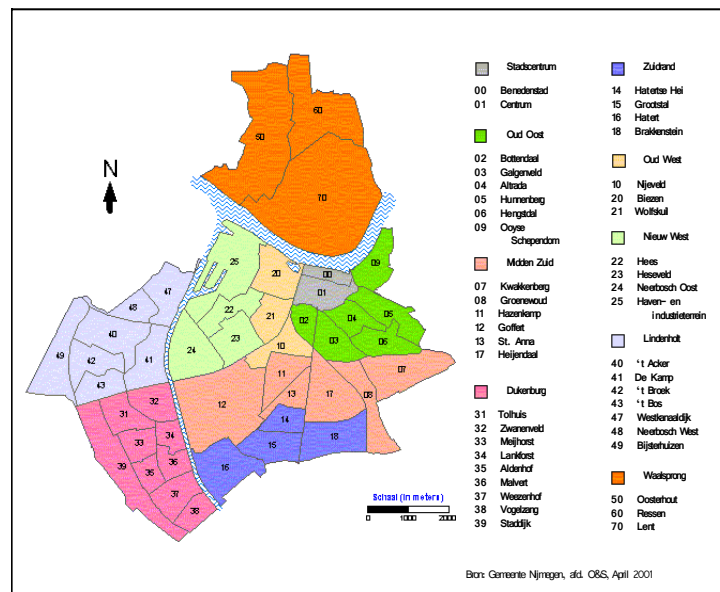 N
Stadscentrum
00 Benedenstad
01 Centrum
Oud Oost
02 Bottendaal
03 Galgenveld
04 Altrada
05 Hunnenberg
06 Hengstdal
09 Ooyse
Schependom
Midden Zuid
07 Kwakkenberg
08 Groenewoud
11 Hazenkamp
12 Goffert
13 St. Anna
17 Heijendaal
Dukenburg
31 Tolhuis
32 Zwanenveld
33 Meijhorst
34 Lankforst
35 Aldenhof
36 Malvert
37 Weezenhof
38 Vogelzang
39 Staddijk
Zuidrand
14 Hatertse Hei
15 Grootstal
16 Hatert
18 Brakkenstein
Oud West
10 Nijeveld
20 Biezen
21 Wolfskuil
Nieuw West
22 Hees
23 Heseveld
24 Neerbosch Oost
25 Haven- en
industrieterrein
Lindenholt
40 't Acker
41 De Kamp
42 't Broek
43 't Bos
47 Westkanaaldijk
48 Neerbosch West
49 Bijsterhuizen
Waalsprong
50 Oosterhout
60 Ressen
70 Lent
60
50
70
09
25
20
00
01
47
48
22
21
02
04
05
40
24
23
03
06
49
42
41
10
43
11
07
32
12
13
17
08
31
14
33
34
15
18
39
35
36
16
37
38
Schaal (in meters)
0 1000 2000
Bron: Gemeente Nijmegen, afd. O&S, April 2001